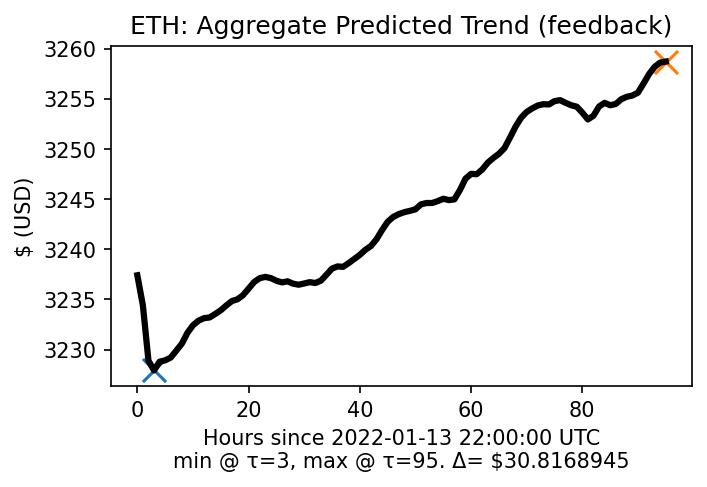 ETH: Aggregate Predicted Trend (feedback)
3260
3255
3250
3245
3240
3235
3230
$ (USD)
0 20 40 60 80
Hours since 2022-01-13 22:00:00 UTC
min @ τ=3, max @ τ=95. Δ= $30.8168945